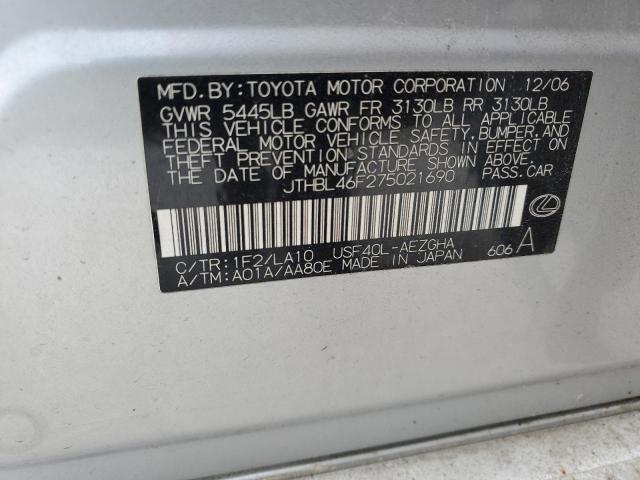 MFD.BY:TOYOTA MOTOR CORPORATION 12/06
GVWR 5445LB GAWR FR 3130LB RR 3130LB
THIS VEHICLE CONFORMS TO ALL APPLICABLE
FEDERAL MOTOR VEHICLE SAFETY,BUMPER,AND
THEFT PREVENTION STANDARDS IN EFFECT ON
THE DATE OF MANUFACTURE SHOWN ABOVE.
JTHBL46F275021690 PASS.CAR
C/TR:1F2/LA10 USF40L-AEZGHA
A/TM:A01A/AA80E MADE IN JAPAN 606 A